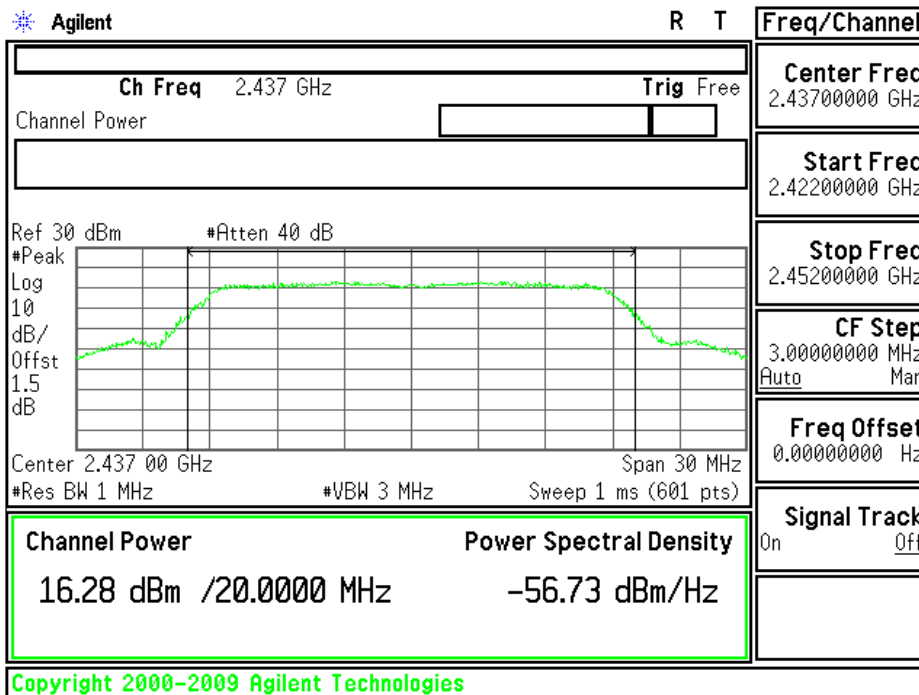 Agilent
R T
Freq/Channel
Ch Freq 2.437 GHz
Trig Free
Channel Power
Ref 30 dBm
#Atten 40 dB
#Peak
Log
10
dB/
Offst
1.5
dB
Center 2.437 00 GHz
Span 30 MHz
#Res BW 1 MHz
#VBW 3 MHz
Sweep 1 ms (601 pts)
Channel Power
Power Spectral Density
16.28 dBm /20.0000 MHz
-56.73 dBm/Hz
Copyright 2000-2009 Agilent Technologies
Center Freq
2.43700000 GHz
Start Freq
2.42200000 GHz
Stop Freq
2.45200000 GHz
CF Step
3.00000000 MHz
Auto Man
Freq Offset
0.00000000 Hz
Signal Track
On Off